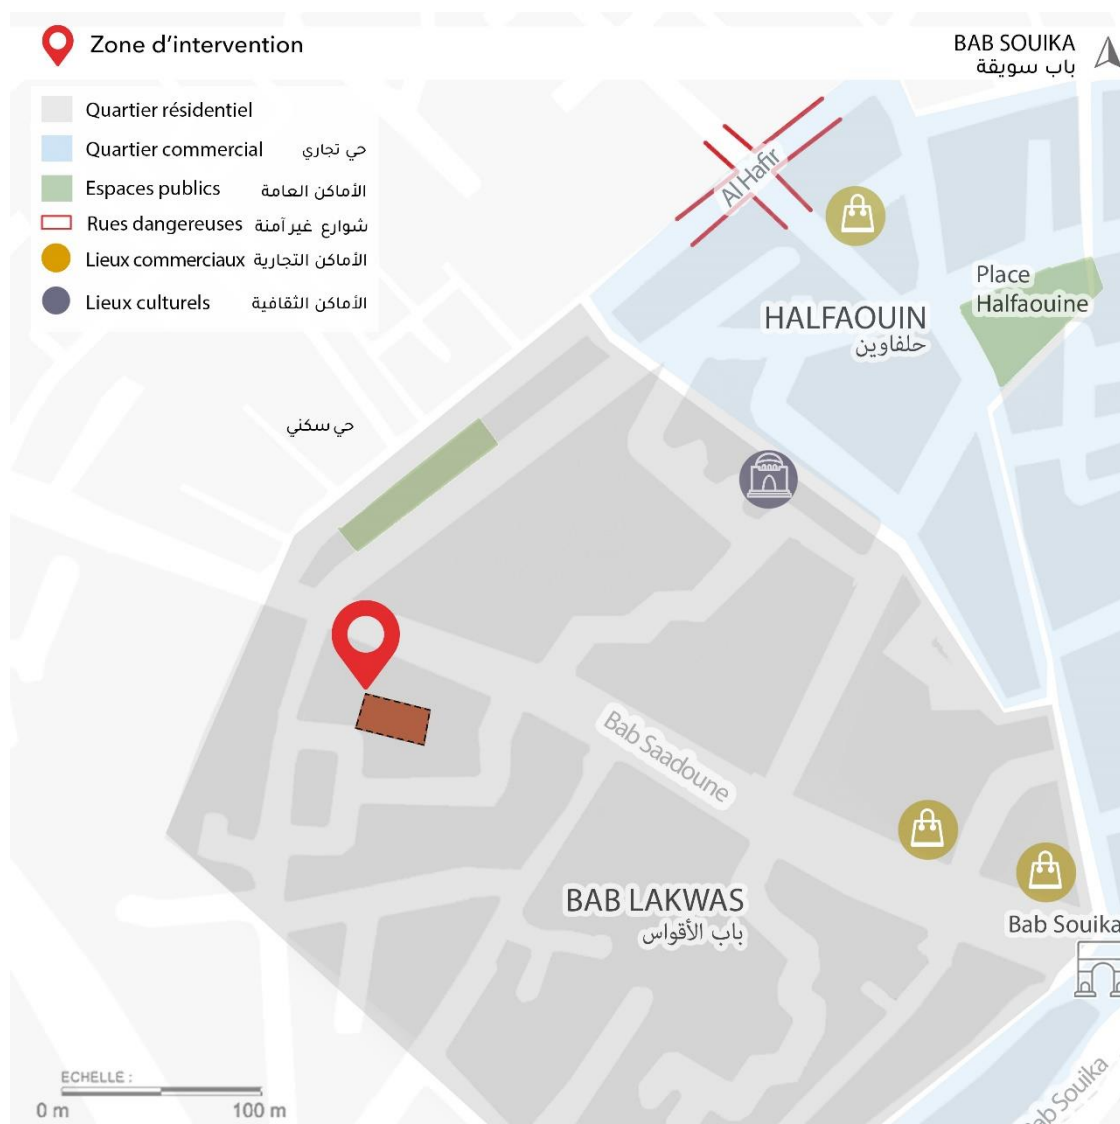 Zone d'intervention
BAB SOUIKA
باب سويقة
Quartier résidentiel
Quartier commercial حي تجاري
Espaces publics الأماكن العامة
Rues dangereuses شوارع غير آمنة
Lieux commerciaux الأماكن التجارية
Lieux culturels الأماكن الثقافية
Al Hafir
Place
Halfaouine
HALFAOUIN
حلفاوين
حي سكني
Bab Saadoune
BAB LAKWAS
باب الأقواس
Bab Souika
Bab Souika
ECHELLE :
0 m 100 m